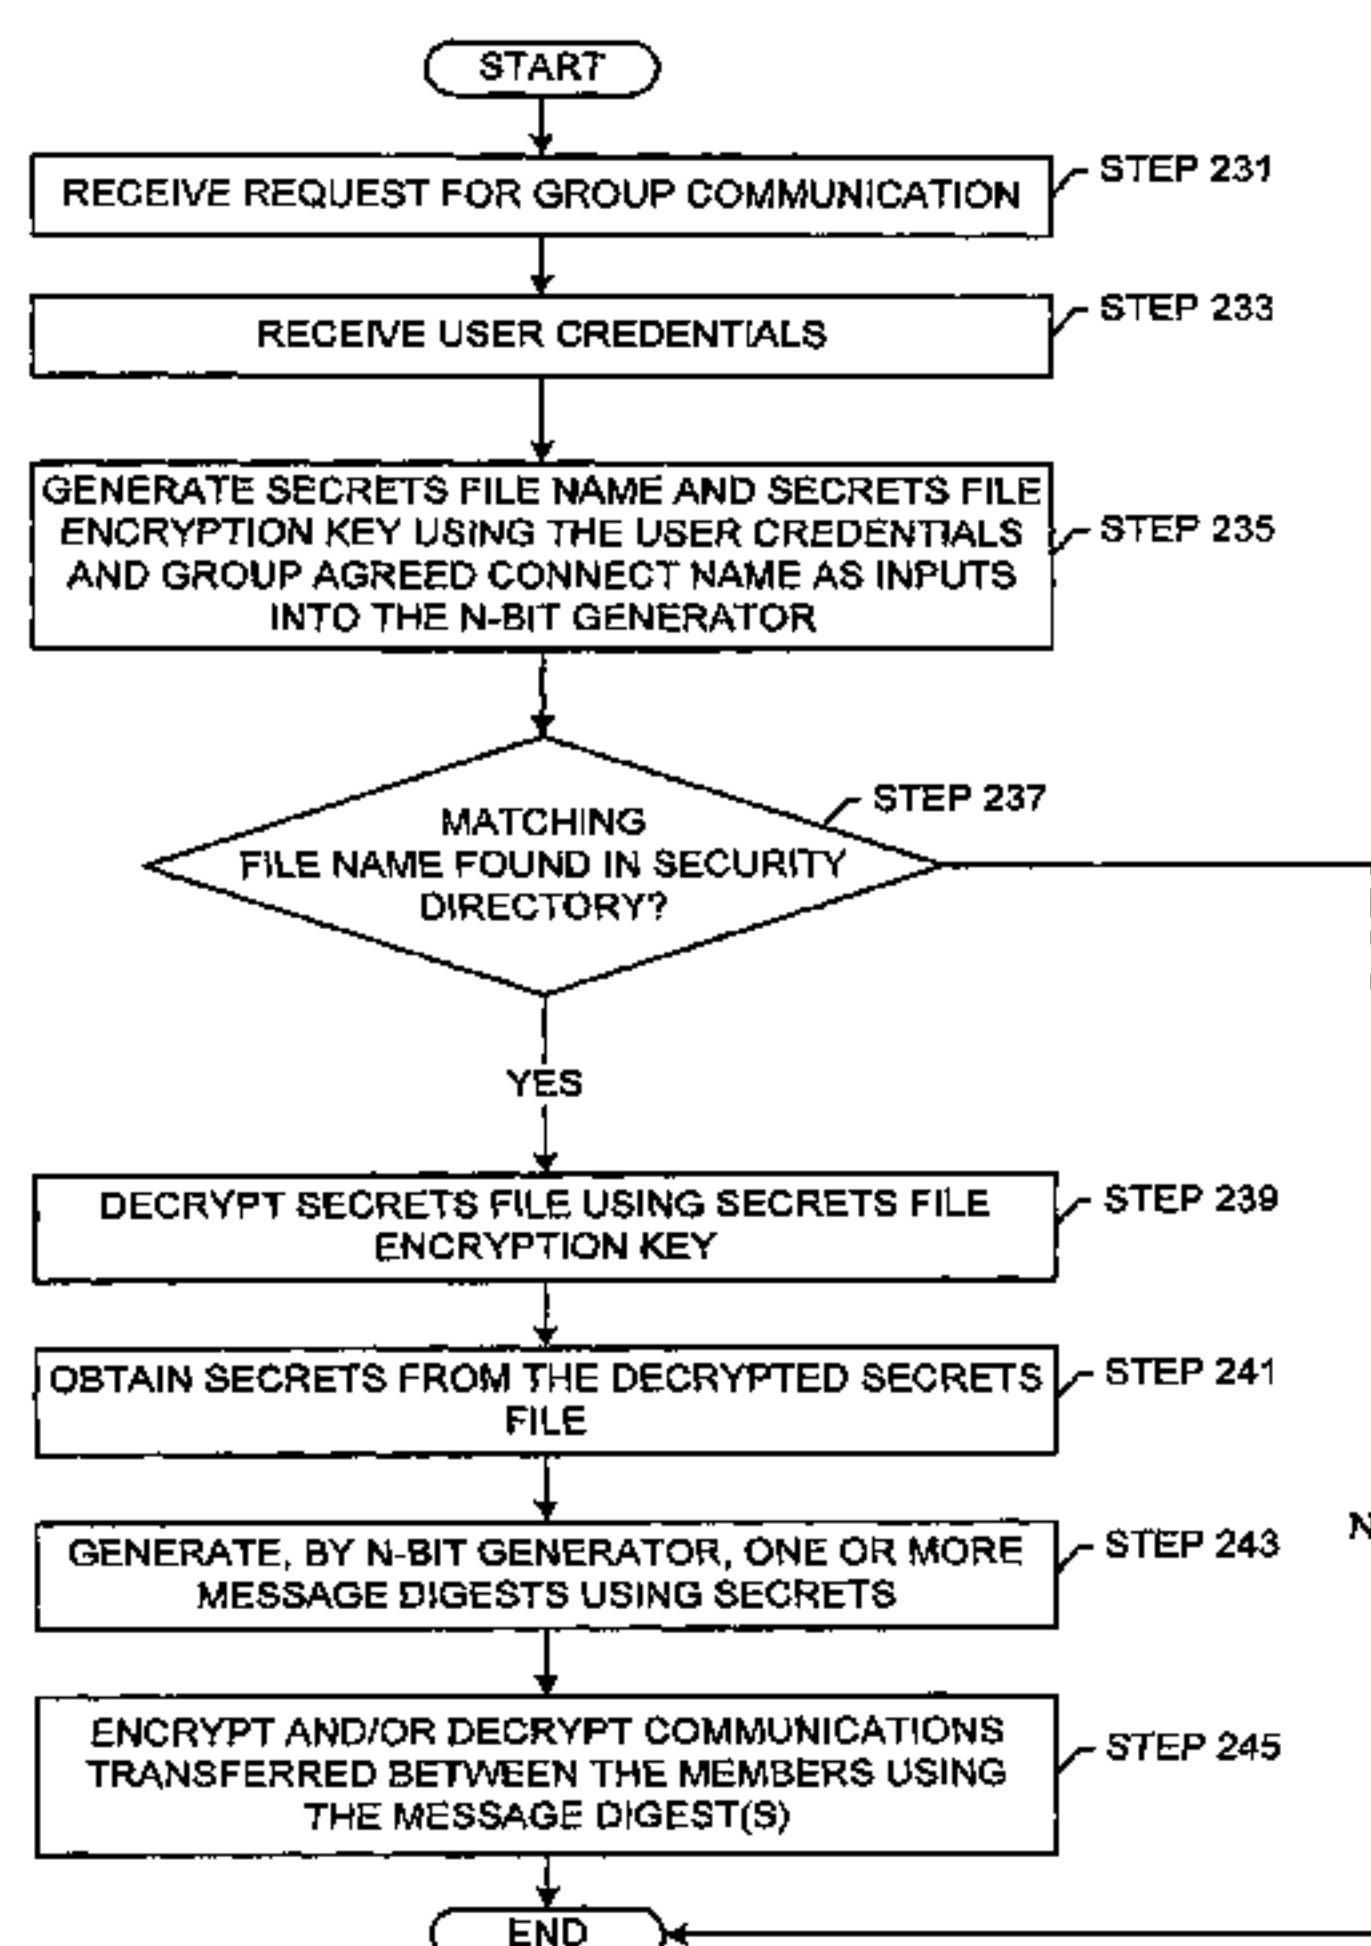 START
RECEIVE REQUEST FOR GROUP COMMUNICATION
STEP 231
RECEIVE USER CREDENTIALS
STEP 233
GENERATE SECRETS FILE NAME AND SECRETS FILE
ENCRYPTION KEY USING THE USER CREDENTIALS
AND GROUP AGREED CONNECT NAME AS INPUTS
INTO THE N-BIT GENERATOR
STEP 235
MATCHING
FILE NAME FOUND IN SECURITY
DIRECTORY?
STEP 237
YES
DECRYPT SECRETS FILE USING SECRETS FILE
ENCRYPTION KEY
STEP 239
OBTAIN SECRETS FROM THE DECRYPTED SECRETS
FILE
STEP 241
GENERATE, BY N-BIT GENERATOR, ONE OR MORE
MESSAGE DIGESTS USING SECRETS
STEP 243
ENCRYPT AND/OR DECRYPT COMMUNICATIONS
TRANSFERRED BETWEEN THE MEMBERS USING
THE MESSAGE DIGEST(S)
STEP 245
END